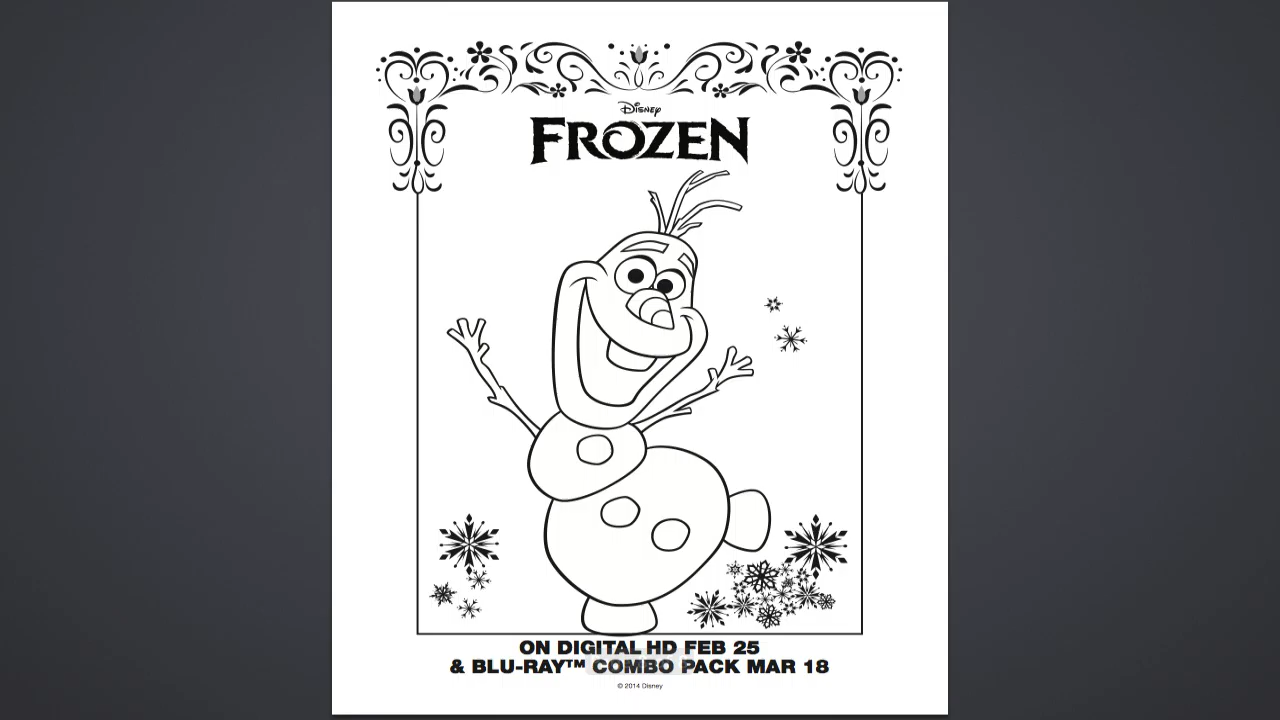 Disney
FROZEN
ON DIGITAL HD FEB 25
& BLU-RAY™ COMBO PACK MAR 18
© 2014 Disney